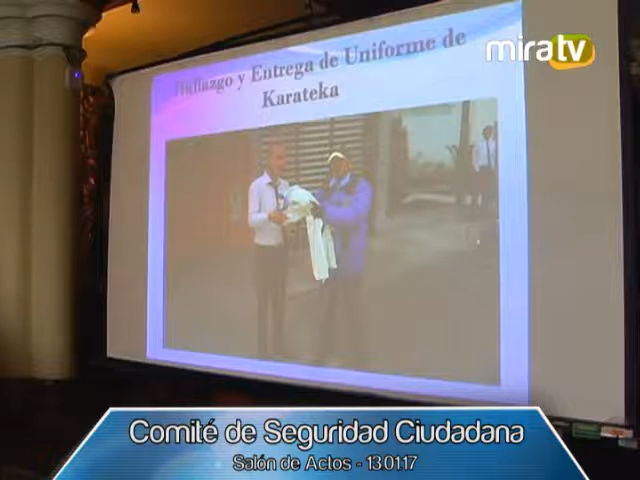 miratv
Hallazgo y Entrega de Uniforme de
Karateka
Comité de Seguridad Ciudadana
Salón de Actos - 130117